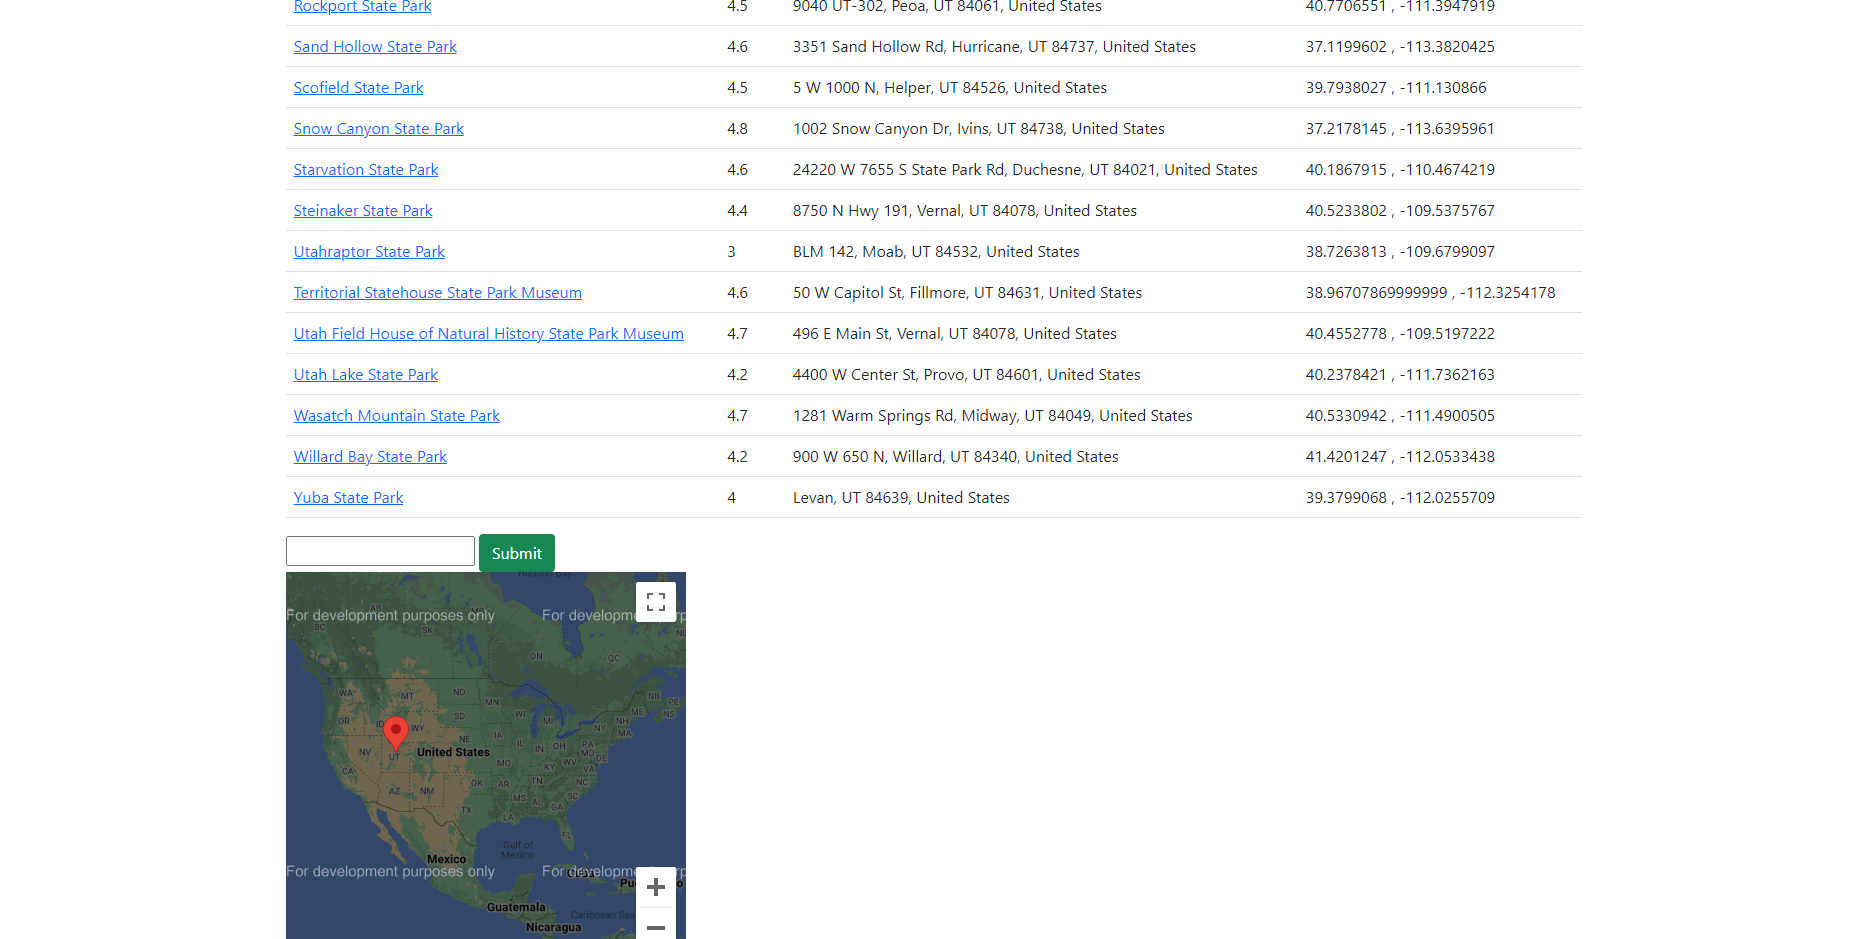 Rockport State Park 4.5 9040 UT-302, Peoa, UT 84061, United States 40.7706551 , -111.3947919
Sand Hollow State Park 4.6 3351 Sand Hollow Rd, Hurricane, UT 84737, United States 37.1199602 , -113.3820425
Scofield State Park 4.5 5 W 1000 N, Helper, UT 84526, United States 39.7938027 , -111.130866
Snow Canyon State Park 4.8 1002 Snow Canyon Dr, Ivins, UT 84738, United States 37.2178145 , -113.6395961
Starvation State Park 4.6 24220 W 7655 S State Park Rd, Duchesne, UT 84021, United States 40.1867915 , -110.4674219
Steinaker State Park 4.4 8750 N Hwy 191, Vernal, UT 84078, United States 40.5233802 , -109.5375767
Utahraptor State Park 3 BLM 142, Moab, UT 84532, United States 38.7263813 , -109.6799097
Territorial Statehouse State Park Museum 4.6 50 W Capitol St, Fillmore, UT 84631, United States 38.96707869999999 , -112.3254178
Utah Field House of Natural History State Park Museum 4.7 496 E Main St, Vernal, UT 84078, United States 40.4552778 , -109.5197222
Utah Lake State Park 4.2 4400 W Center St, Provo, UT 84601, United States 40.2378421 , -111.7362163
Wasatch Mountain State Park 4.7 1281 Warm Springs Rd, Midway, UT 84049, United States 40.5330942 , -111.4900505
Willard Bay State Park 4.2 900 W 650 N, Willard, UT 84340, United States 41.4201247 , -112.0533438
Yuba State Park 4 Levan, UT 84639, United States 39.3799068 , -112.0255709
Submit
Hudson Bay
AB MB
For development purposes only For developm
BC SK NL
ON QC
WA MT ND NB PE
MN ME NS
OR ID WY SD WI MI NY NH
MA
NV UT United States NE IA IL IN OH PA
MD DE
CA MO KY WV VA
AZ NM OK AR TN NC
TX MS AL GA SC
LA FL
Gulf of
Mexico
Mexico
For development purposes only For develop
Cuba
Guatemala Caribbean Sea
Nicaragua